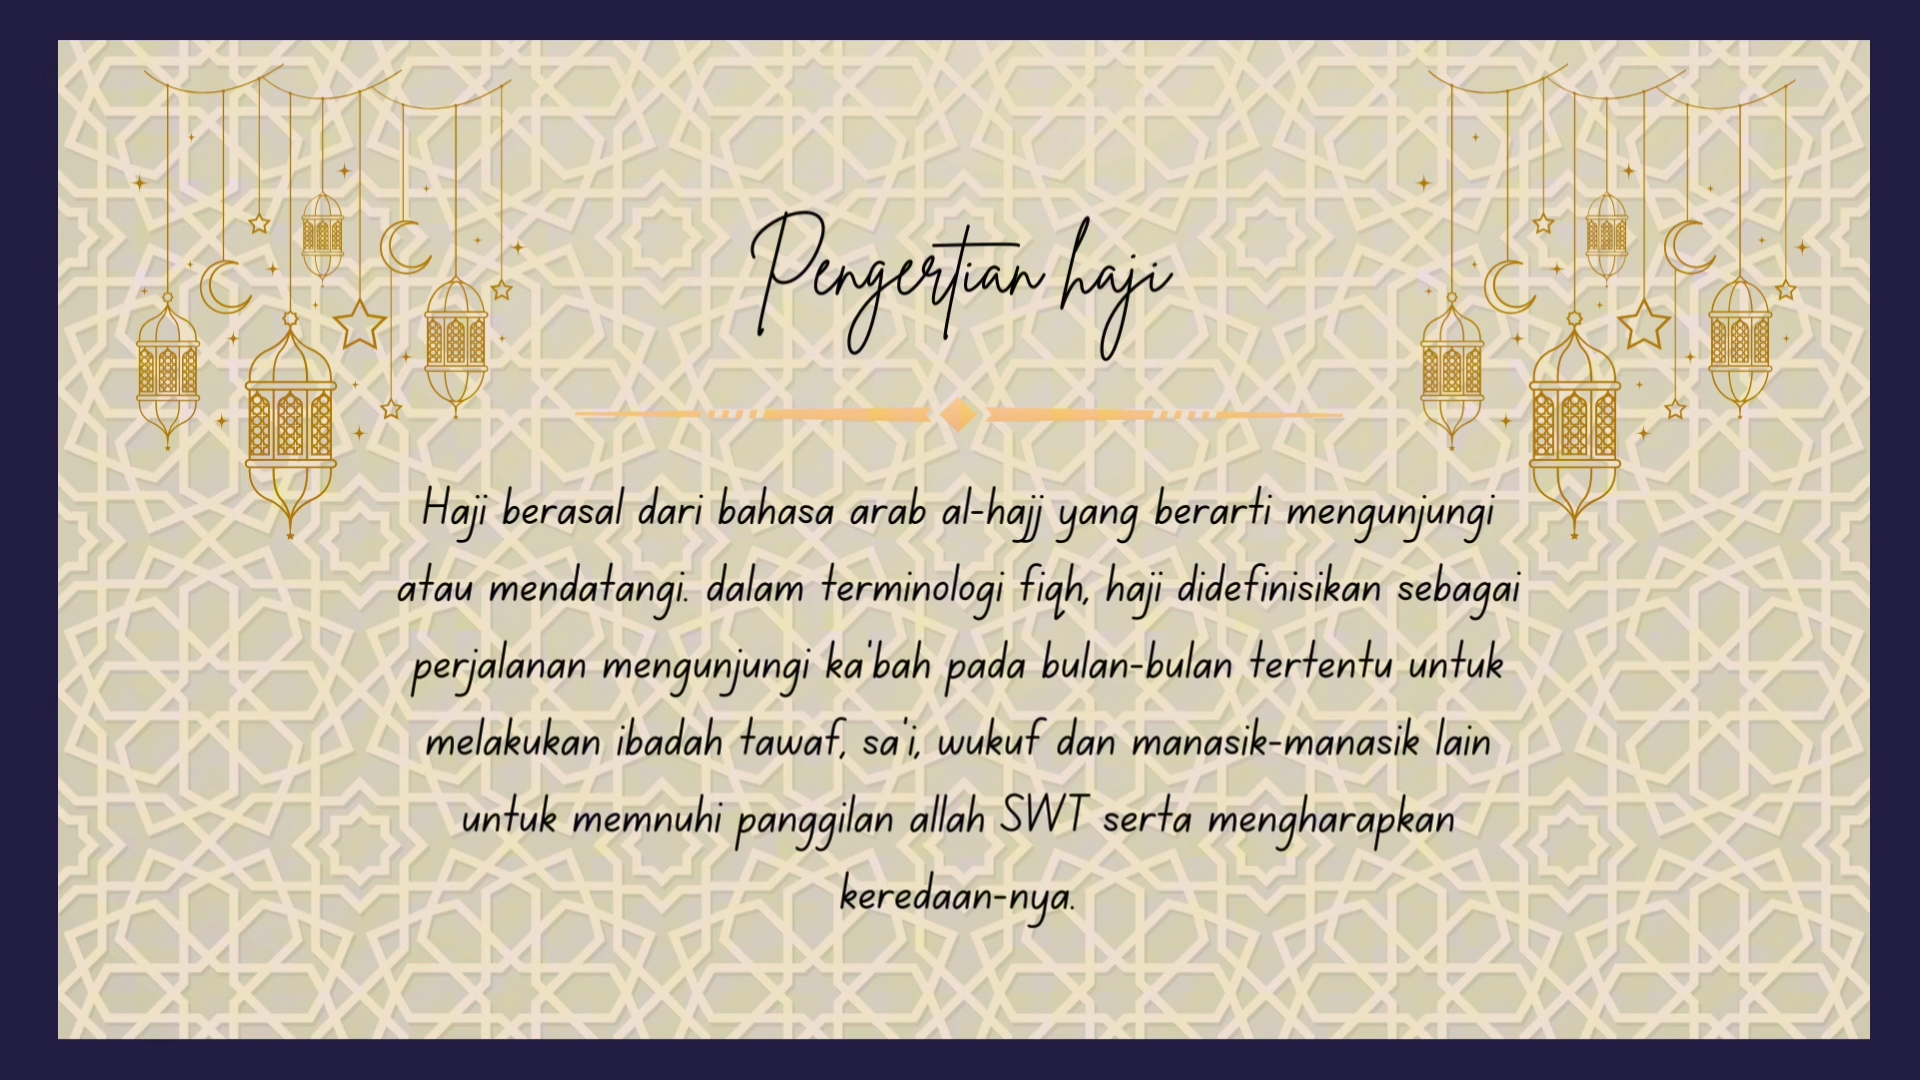 Pengertian haji
Haji berasal dari bahasa arab al-hajj yang berarti mengunjungi
atau mendatangi. dalam terminologi fiqh, haji didefinisikan sebagai
perjalanan mengunjungi ka'bah pada bulan-bulan tertentu untuk
melakukan ibadah tawaf, sa'i, wukuf dan manasik-manasik lain
untuk memnuhi panggilan allah SWT serta mengharapkan
keredaan-nya.